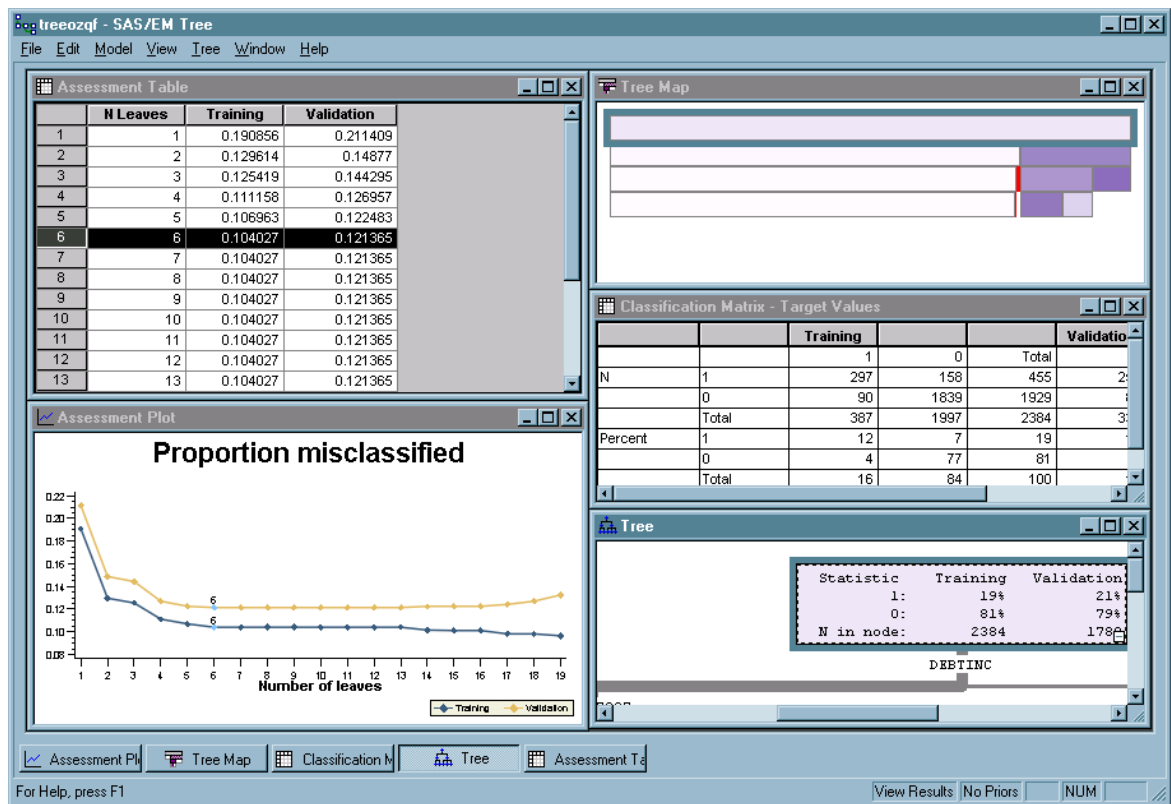 treeozqf - SAS/EM Tree
File Edit Model View Tree Window Help
Assessment Table
N Leaves Training Validation
1 1 0.190856 0.211409
2 2 0.129614 0.14877
3 3 0.125419 0.144295
4 4 0.111158 0.126957
5 5 0.106963 0.122483
6 6 0.104027 0.121365
7 7 0.104027 0.121365
8 8 0.104027 0.121365
9 9 0.104027 0.121365
10 10 0.104027 0.121365
11 11 0.104027 0.121365
12 12 0.104027 0.121365
13 13 0.104027 0.121365
Tree Map
Classification Matrix - Target Values
Training Validatio
1 0 Total
N 1 297 158 455 2
0 90 1839 1929
Total 387 1997 2384 3
Percent 1 12 7 19
0 4 77 81
Total 16 84 100
Assessment Plot
Proportion misclassified
0.22
0.20
0.18
0.16
0.14
0.12
0.10
0.08
6
6
1 2 3 4 5 6 7 8 9 10 11 12 13 14 15 16 17 18 19
Number of leaves
Training Validation
Tree
Statistic Training Validation
1: 19% 21%
0: 81% 79%
N in node: 2384 178
DEBTINC
Assessment Pl Tree Map Classification M Tree Assessment Ta
For Help, press F1
View Results No Priors NUM